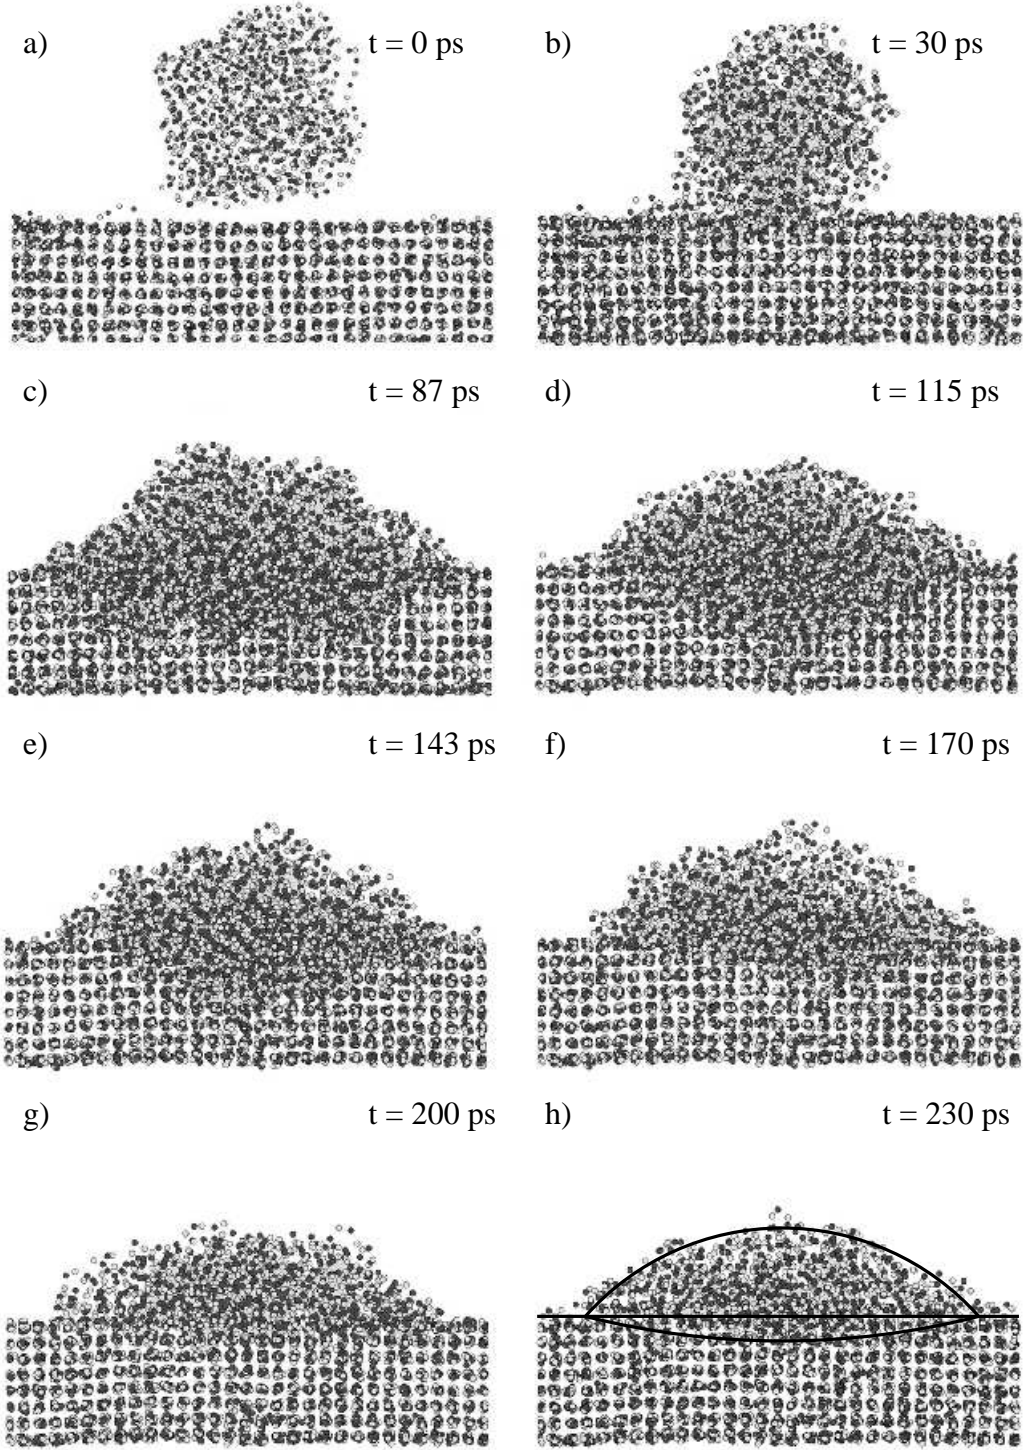 a) t = 0 ps b) t = 30 ps
c) t = 87 ps d) t = 115 ps
e) t = 143 ps f) t = 170 ps
g) t = 200 ps h) t = 230 ps